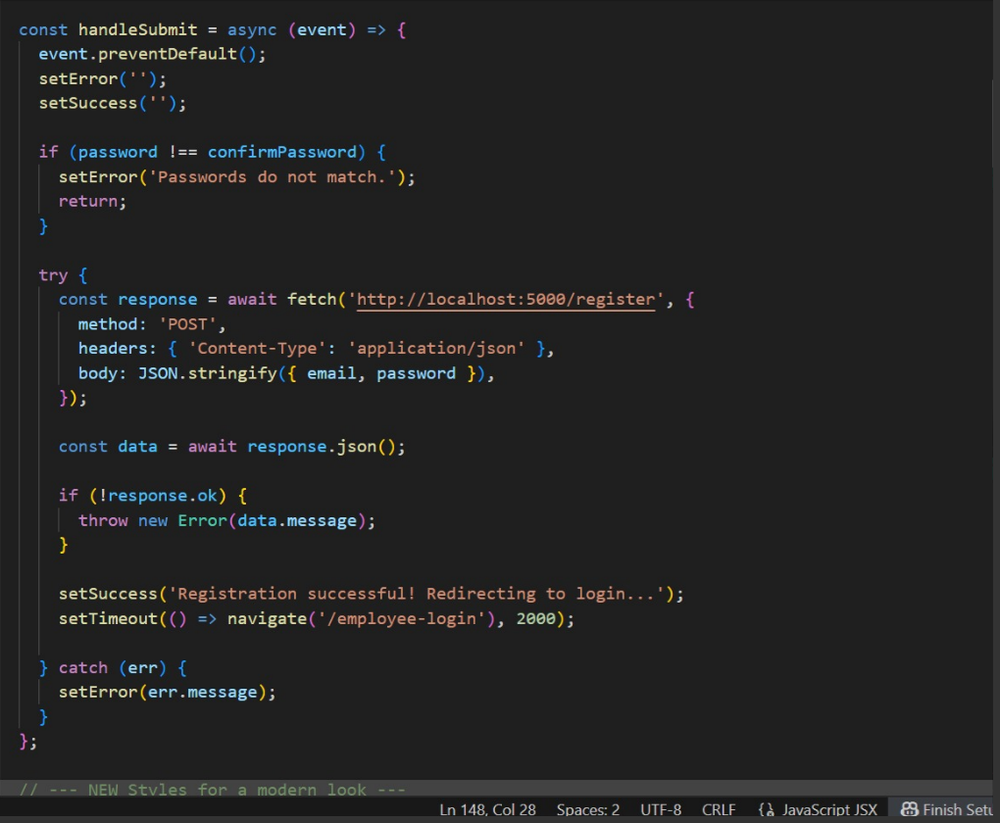 const handleSubmit = async (event) => {
  event.preventDefault();
  setError('');
  setSuccess('');

  if (password !== confirmPassword) {
    setError('Passwords do not match.');
    return;
  }

  try {
    const response = await fetch('http://localhost:5000/register', {
      method: 'POST',
      headers: { 'Content-Type': 'application/json' },
      body: JSON.stringify({ email, password }),
    });

    const data = await response.json();

    if (!response.ok) {
      throw new Error(data.message);
    }

    setSuccess('Registration successful! Redirecting to login...');
    setTimeout(() => navigate('/employee-login'), 2000);

  } catch (err) {
    setError(err.message);
  }
};

// --- NEW Styles for a modern look ---
Ln 148, Col 28 Spaces: 2 UTF-8 CRLF JavaScript JSX Finish